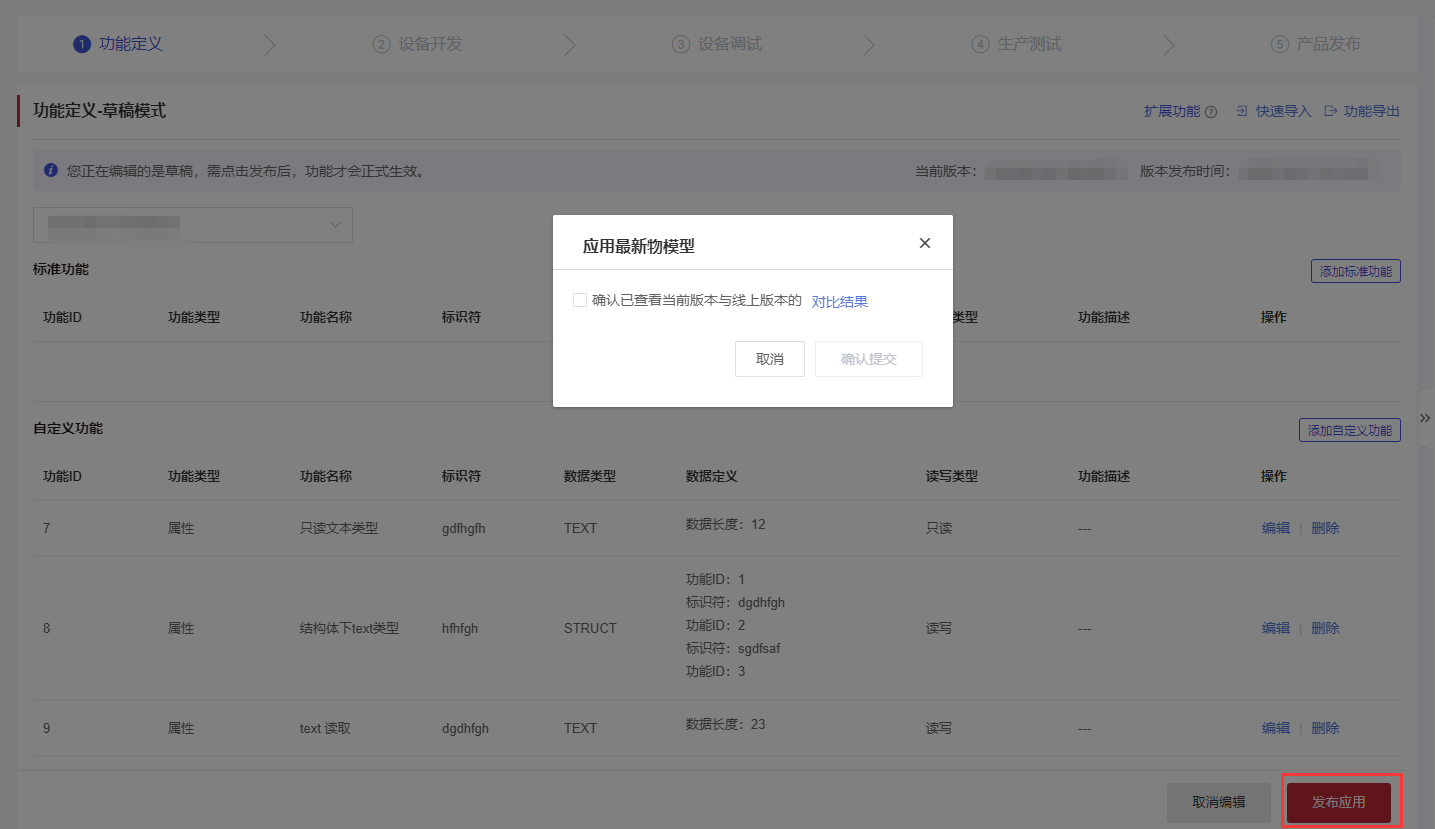 1 功能定义 2 设备开发 3 设备调试 4 生产测试 5 产品发布
功能定义-草稿模式 扩展功能 ? 快速导入 功能导出
您正在编辑的是草稿，需点击发布后，功能才会正式生效。 当前版本： 版本发布时间：
应用最新物模型
确认已查看当前版本与线上版本的 对比结果
取消 确认提交
标准功能 添加标准功能
功能ID 功能类型 功能名称 标识符 类型 功能描述 操作
自定义功能 添加自定义功能
功能ID 功能类型 功能名称 标识符 数据类型 数据定义 读写类型 功能描述 操作
7 属性 只读文本类型 gdfhgfh TEXT 数据长度：12 只读 --- 编辑 | 删除
功能ID：1
标识符：dgdhfgh
功能ID：2
8 属性 结构体下text类型 hfhfgh STRUCT 读写 --- 编辑 | 删除
标识符：sgdfsaf
功能ID：3
9 属性 text 读取 dgdhfgh TEXT 数据长度：23 读写 --- 编辑 | 删除
取消编辑 发布应用